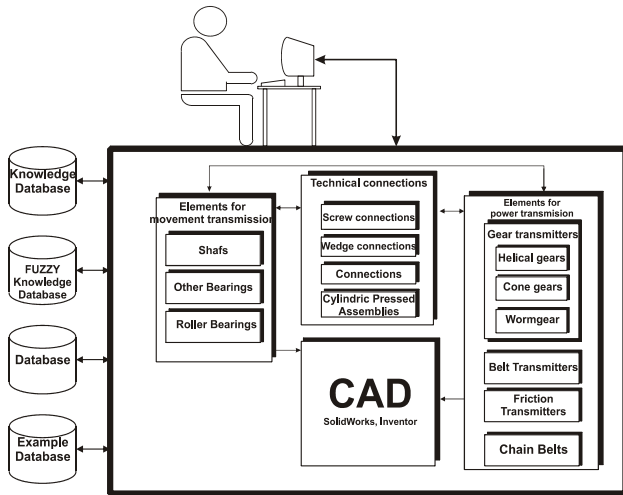 Knowledge
Database
FUZZY
Knowledge
Database
Database
Example
Database
Elements for
movement transmission
Shafs
Other Bearings
Roller Bearings
Technical connections
Screw connections
Wedge connections
Connections
Cylindric Pressed
Assemblies
CAD
SolidWorks, Inventor
Elements for
power transmision
Gear transmitters
Helical gears
Cone gears
Wormgear
Belt Transmitters
Friction
Transmitters
Chain Belts